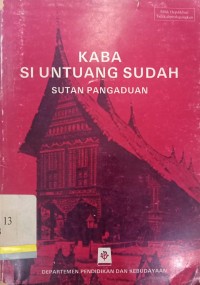 KABA
SI UNTUANG SUDAH
SUTAN PANGADUAN
13
DEPARTEMEN PENDIDIKAN DAN KEBUDAYAAN